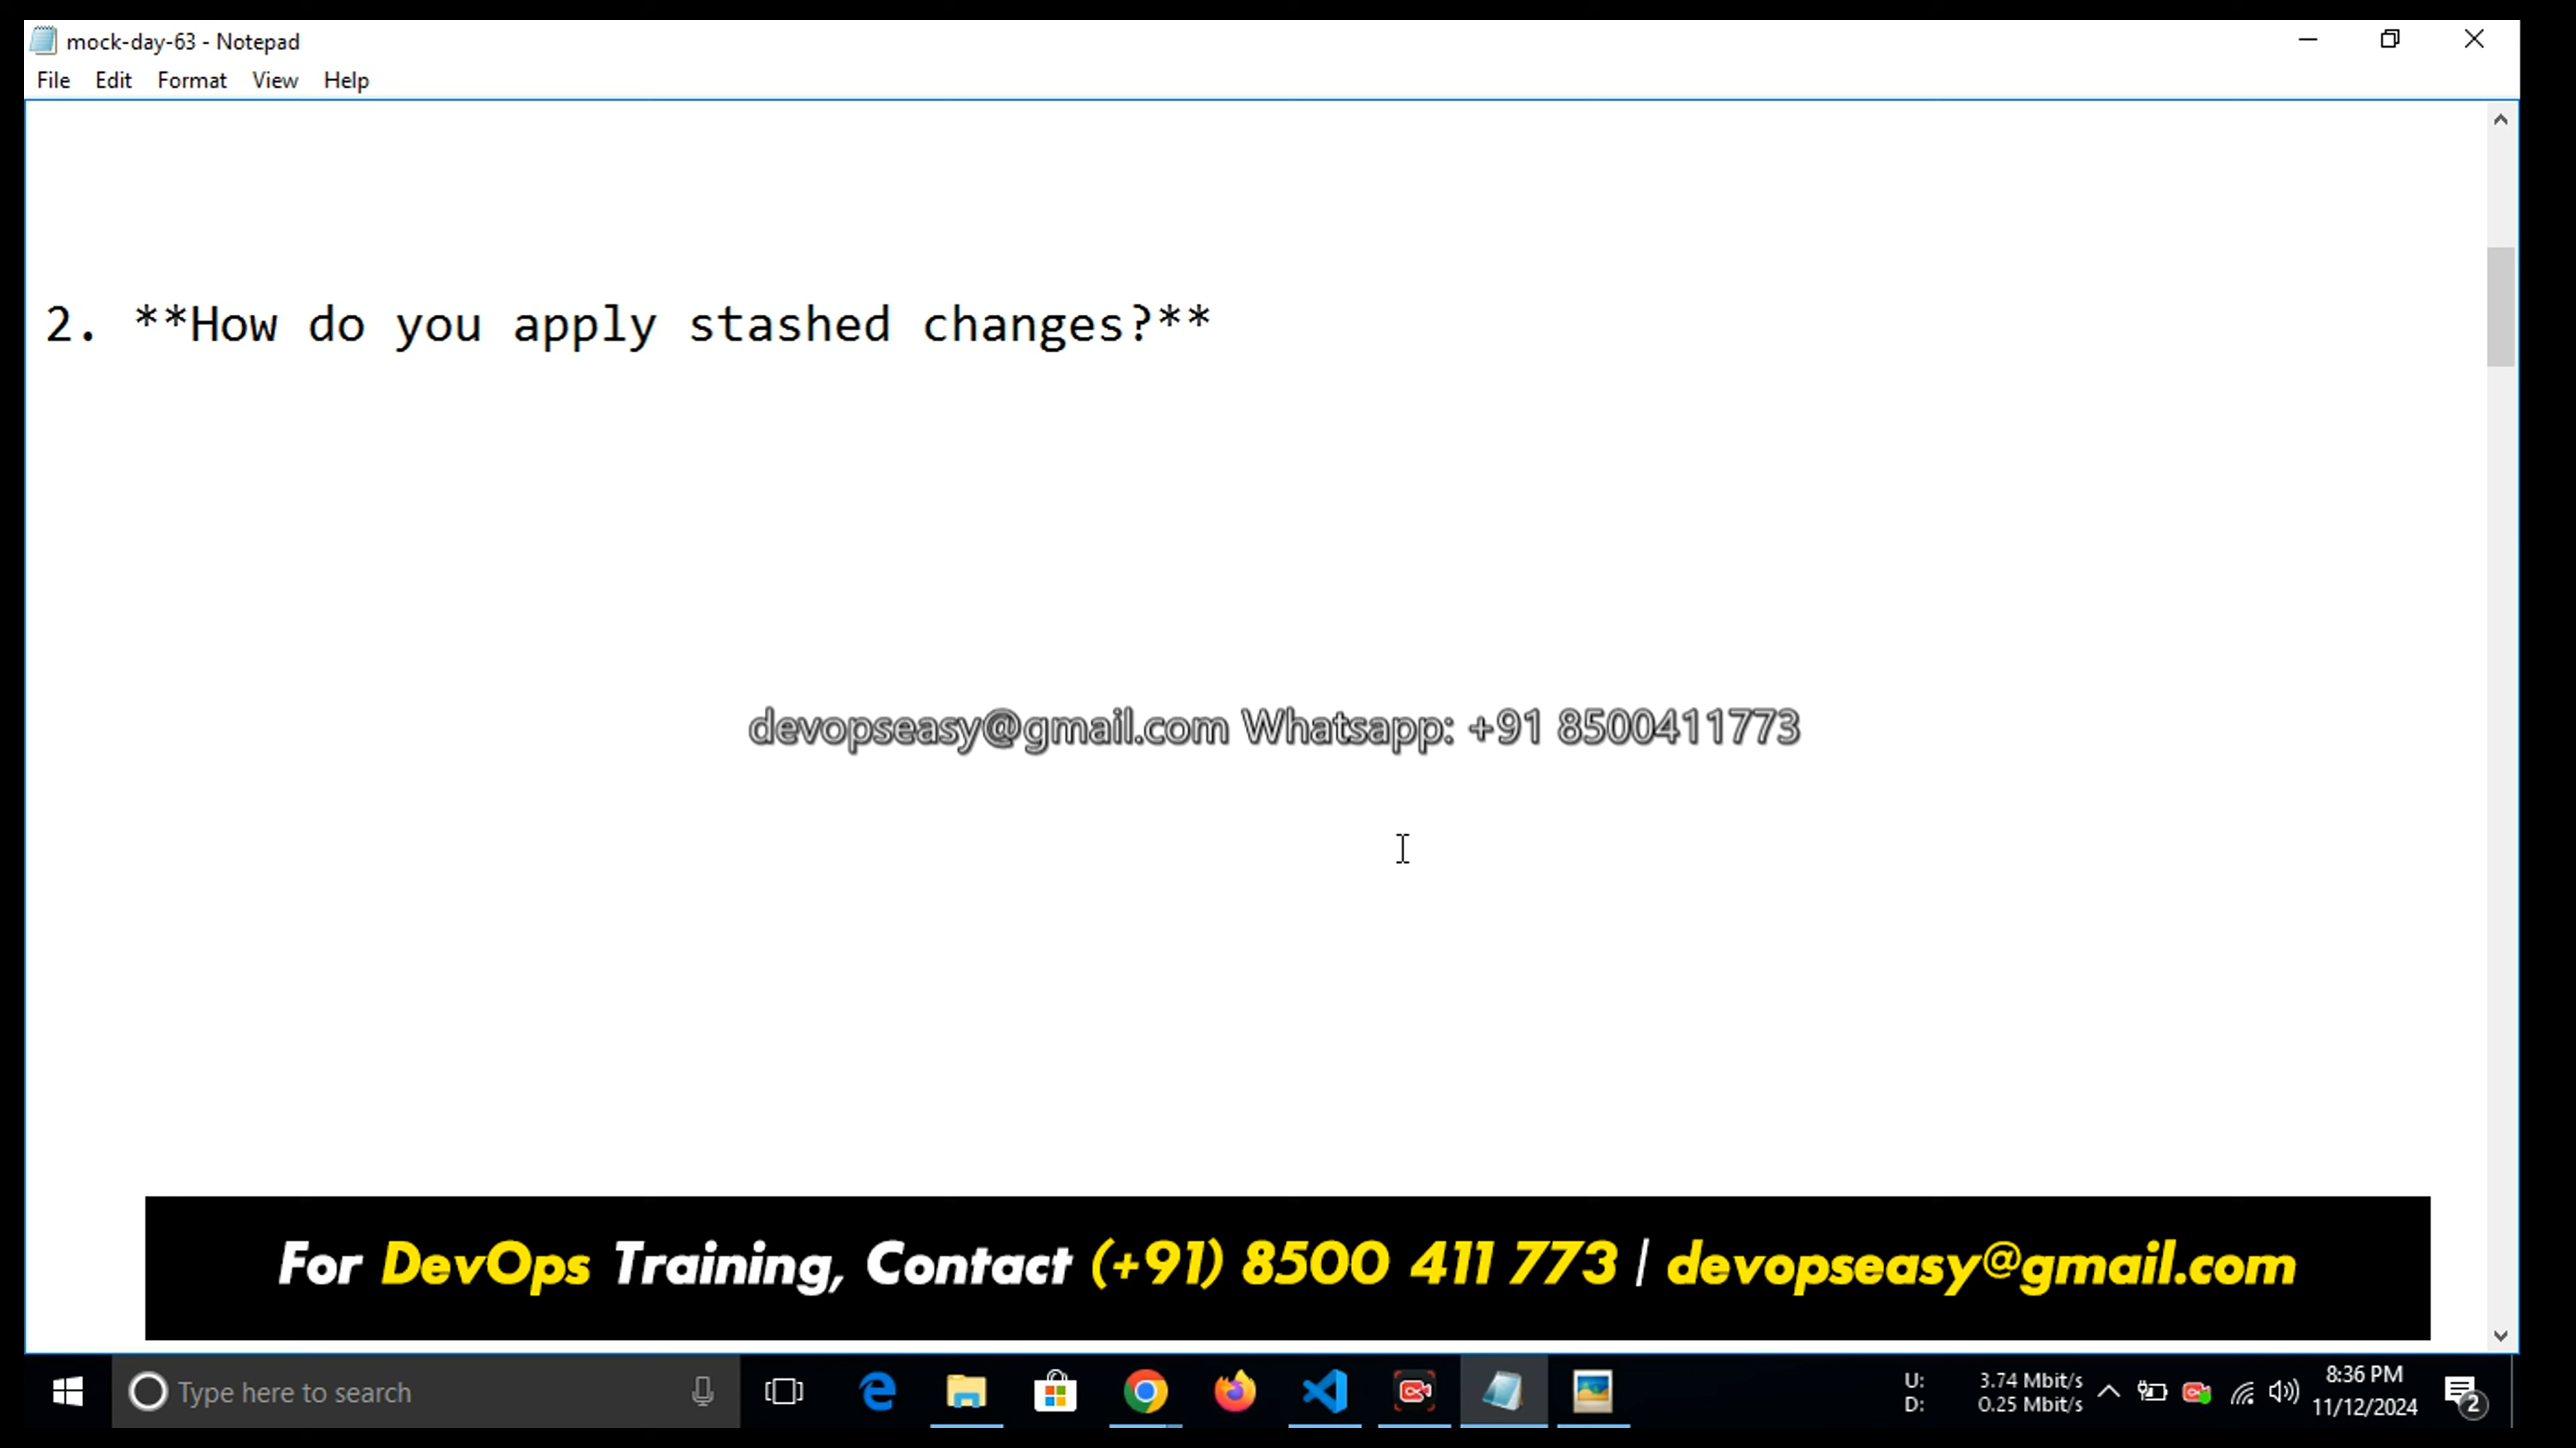 mock-day-63 - Notepad
File Edit Format View Help
2. **How do you apply stashed changes?**
devopseasy@gmail.com Whatsapp: +91 8500411773
For DevOps Training, Contact (+91) 8500 411 773 | devopseasy@gmail.com
Type here to search
U: 3.74 Mbit/s
D: 0.25 Mbit/s
8:36 PM
11/12/2024
2